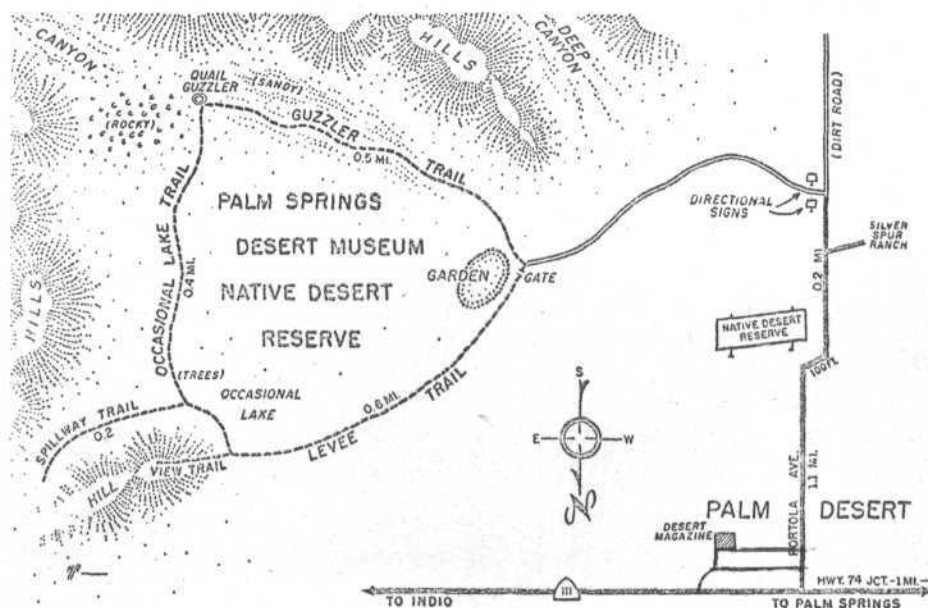 CANYON
HILLS
DEEP
CANYON
QUAIL
GUZZLER
(SANDY)
(ROCKY)
GUZZLER
TRAIL
0.5 MI.
(DIRT ROAD)
DIRECTIONAL
SIGNS
SILVER
SPUR
RANCH
PALM SPRINGS
DESERT MUSEUM
NATIVE DESERT
RESERVE
OCCASIONAL LAKE TRAIL
0.4 MI.
GARDEN
GATE
0.2 MI.
HILLS
NATIVE DESERT
RESERVE
100 FT.
(TREES)
OCCASIONAL
LAKE
0.6 MI.
LEVEE TRAIL
SPILLWAY TRAIL
0.2
VIEW TRAIL
HILL
S
E
W
N
PORTOLA AVE.
1.1 MI.
PALM DESERT
DESERT
MAGAZINE
HWY. 74 JCT.-1 MI.-
TO INDIO
111
TO PALM SPRINGS